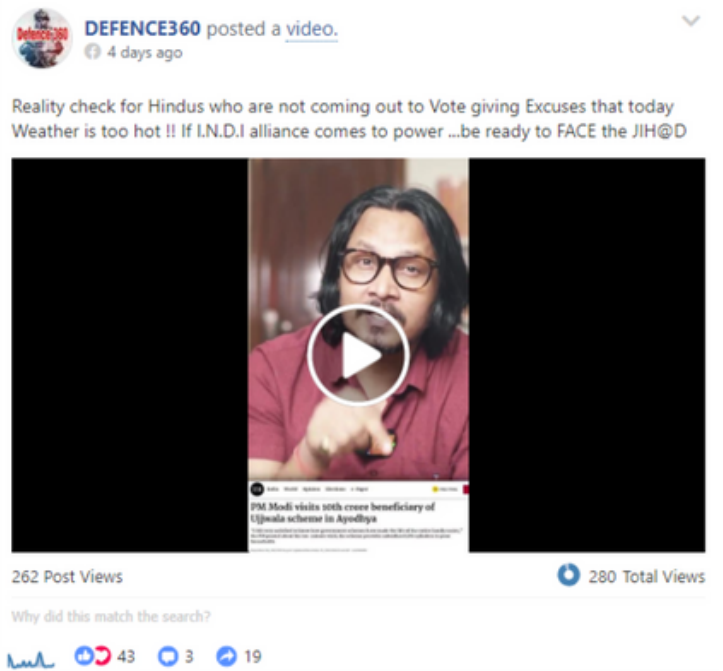 Defence-360
DEFENCE360 posted a video.
4 days ago
Reality check for Hindus who are not coming out to Vote giving Excuses that today
Weather is too hot !! If I.N.D.I alliance comes to power ...be ready to FACE the JIH@D
PM Modi visits 10th crore beneficiary of
Ujjwala scheme in Ayodhya
262 Post Views
280 Total Views
Why did this match the search?
43
3
19